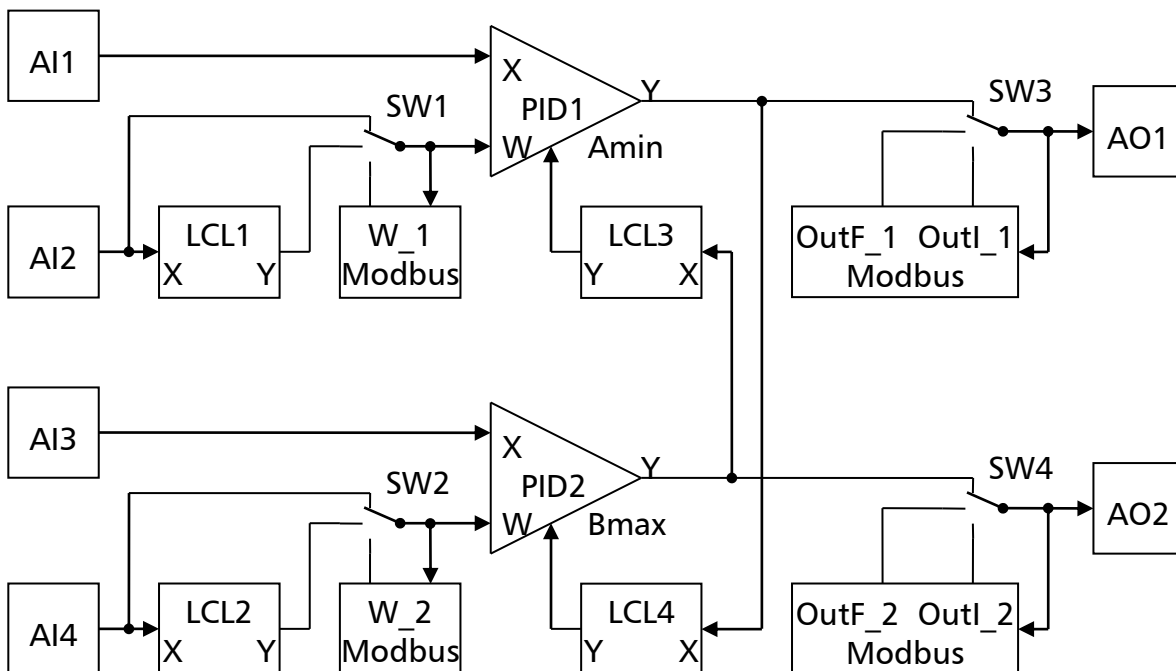 AI1
X
Y
SW1
PID1
SW3
W
Amin
AO1
AI2
LCL1
X Y
W_1
Modbus
LCL3
Y X
OutF_1 OutI_1
Modbus
AI3
X
Y
SW2
PID2
SW4
W
Bmax
AO2
AI4
LCL2
X Y
W_2
Modbus
LCL4
Y X
OutF_2 OutI_2
Modbus